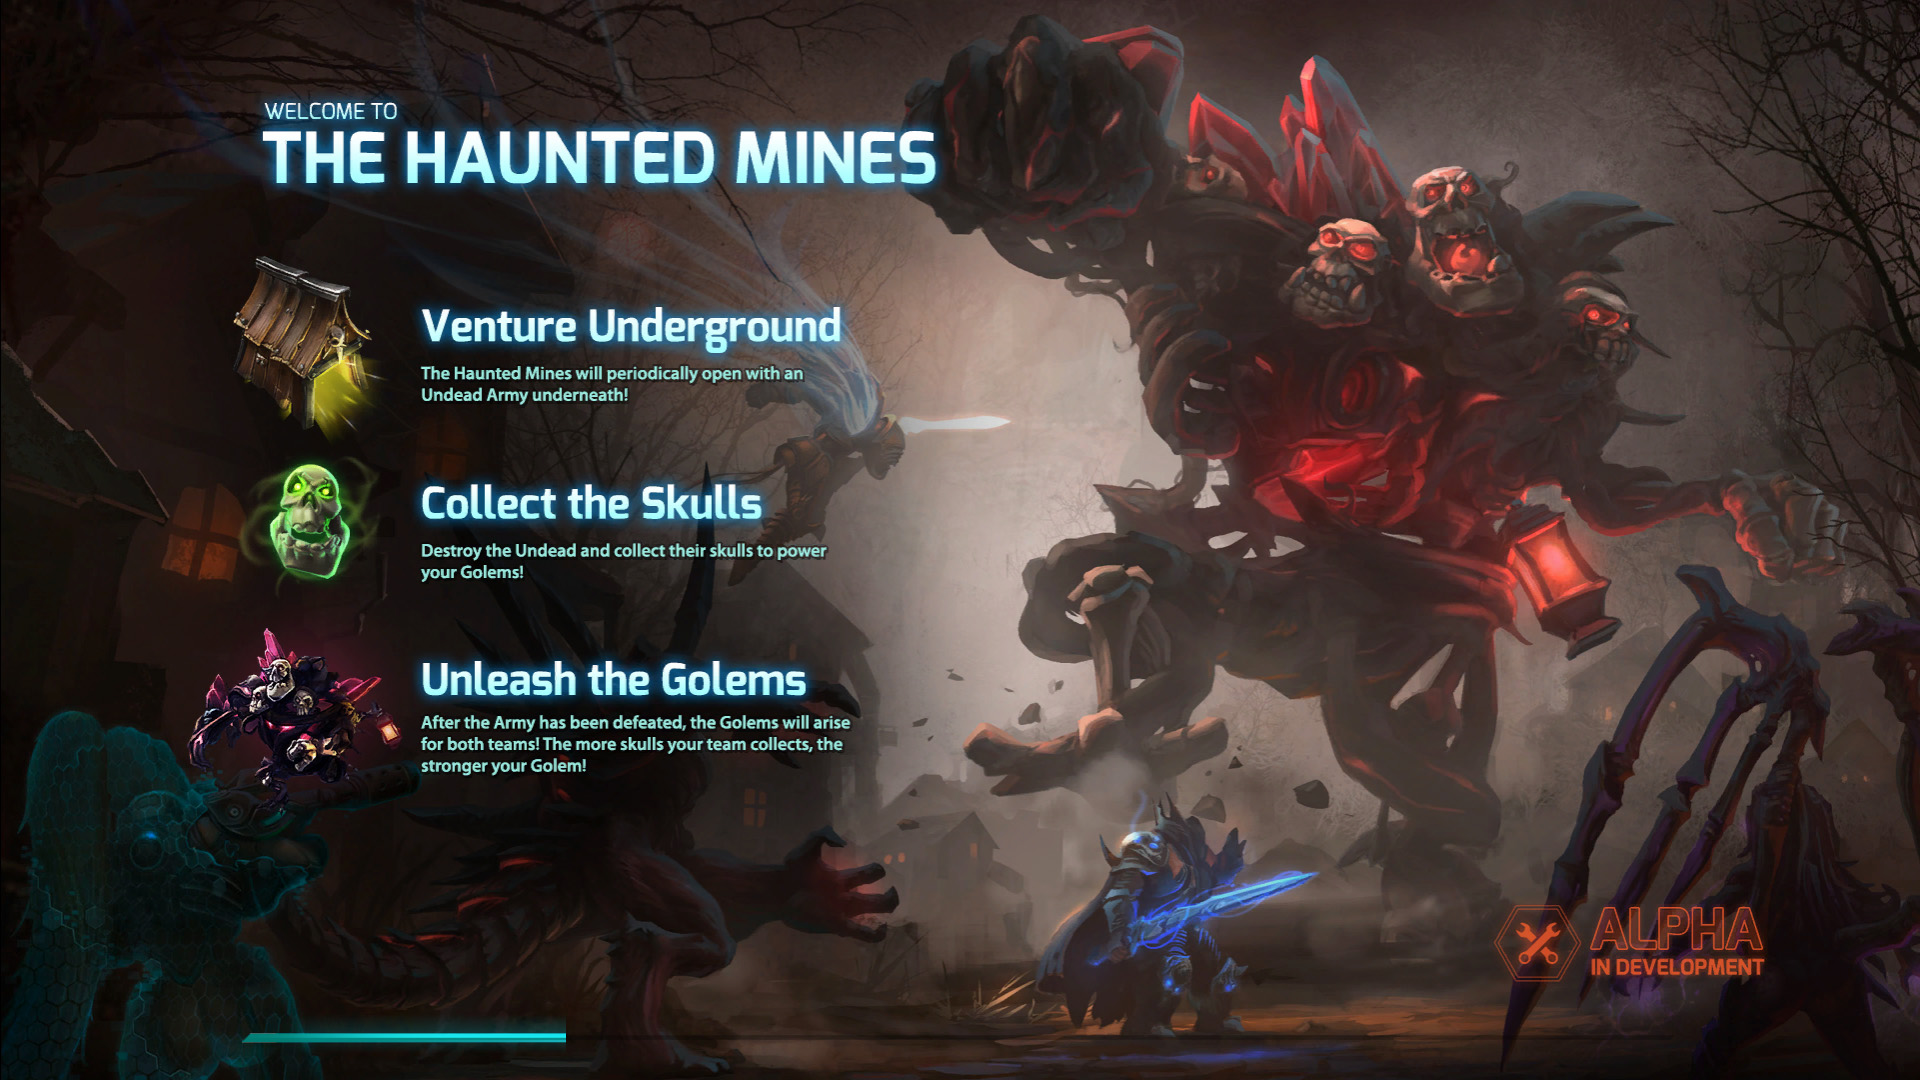 WELCOME TO
THE HAUNTED MINES
Venture Underground
The Haunted Mines will periodically open with an
Undead Army underneath!
Collect the Skulls
Destroy the Undead and collect their skulls to power
your Golems!
Unleash the Golems
After the Army has been defeated, the Golems will arise
for both teams! The more skulls your team collects, the
stronger your Golem!
ALPHA
IN DEVELOPMENT